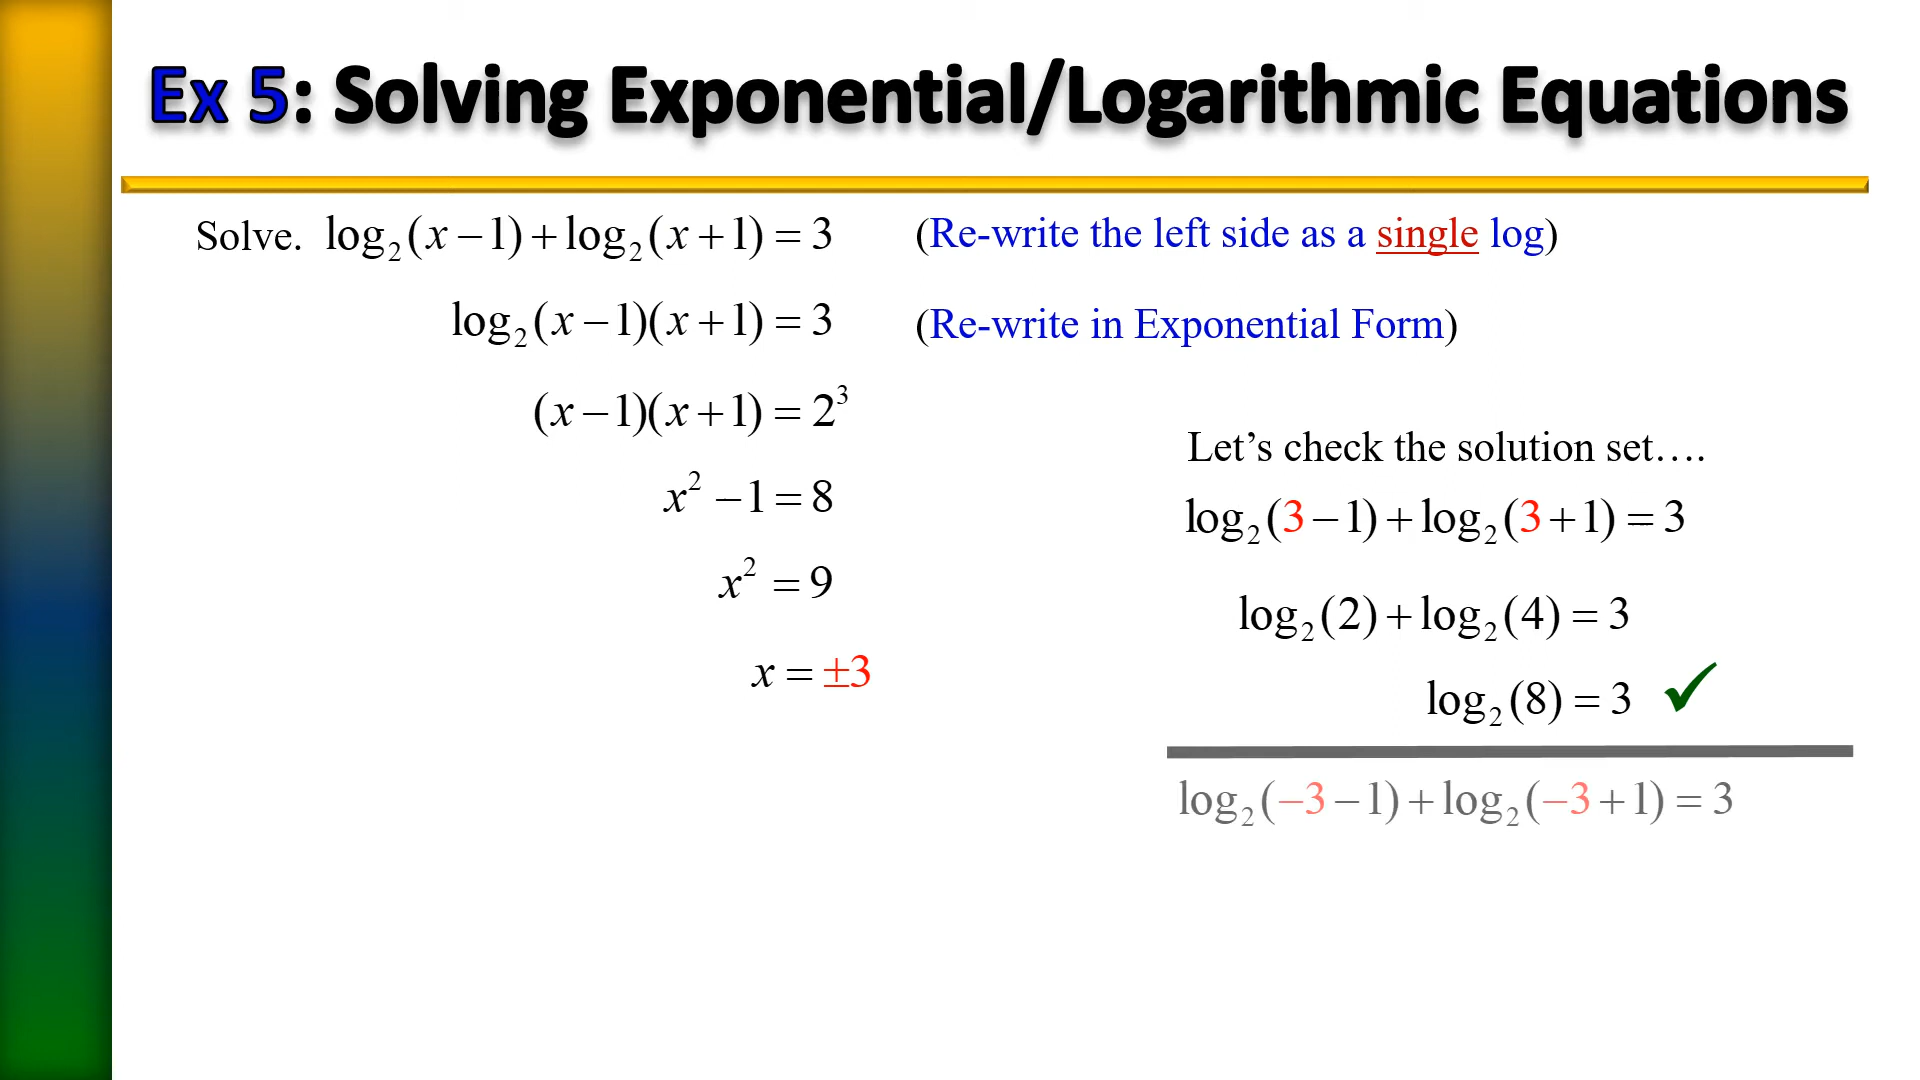 Ex 5: Solving Exponential/Logarithmic Equations
Solve. log₂(x − 1) + log₂(x + 1) = 3 (Re-write the left side as a single log)
log₂(x − 1)(x + 1) = 3 (Re-write in Exponential Form)
(x − 1)(x + 1) = 2³
x² − 1 = 8
x² = 9
x = ±3
Let’s check the solution set….
log₂(3 − 1) + log₂(3 + 1) = 3
log₂(2) + log₂(4) = 3
log₂(8) = 3 ✓
log₂(−3 − 1) + log₂(−3 + 1) = 3